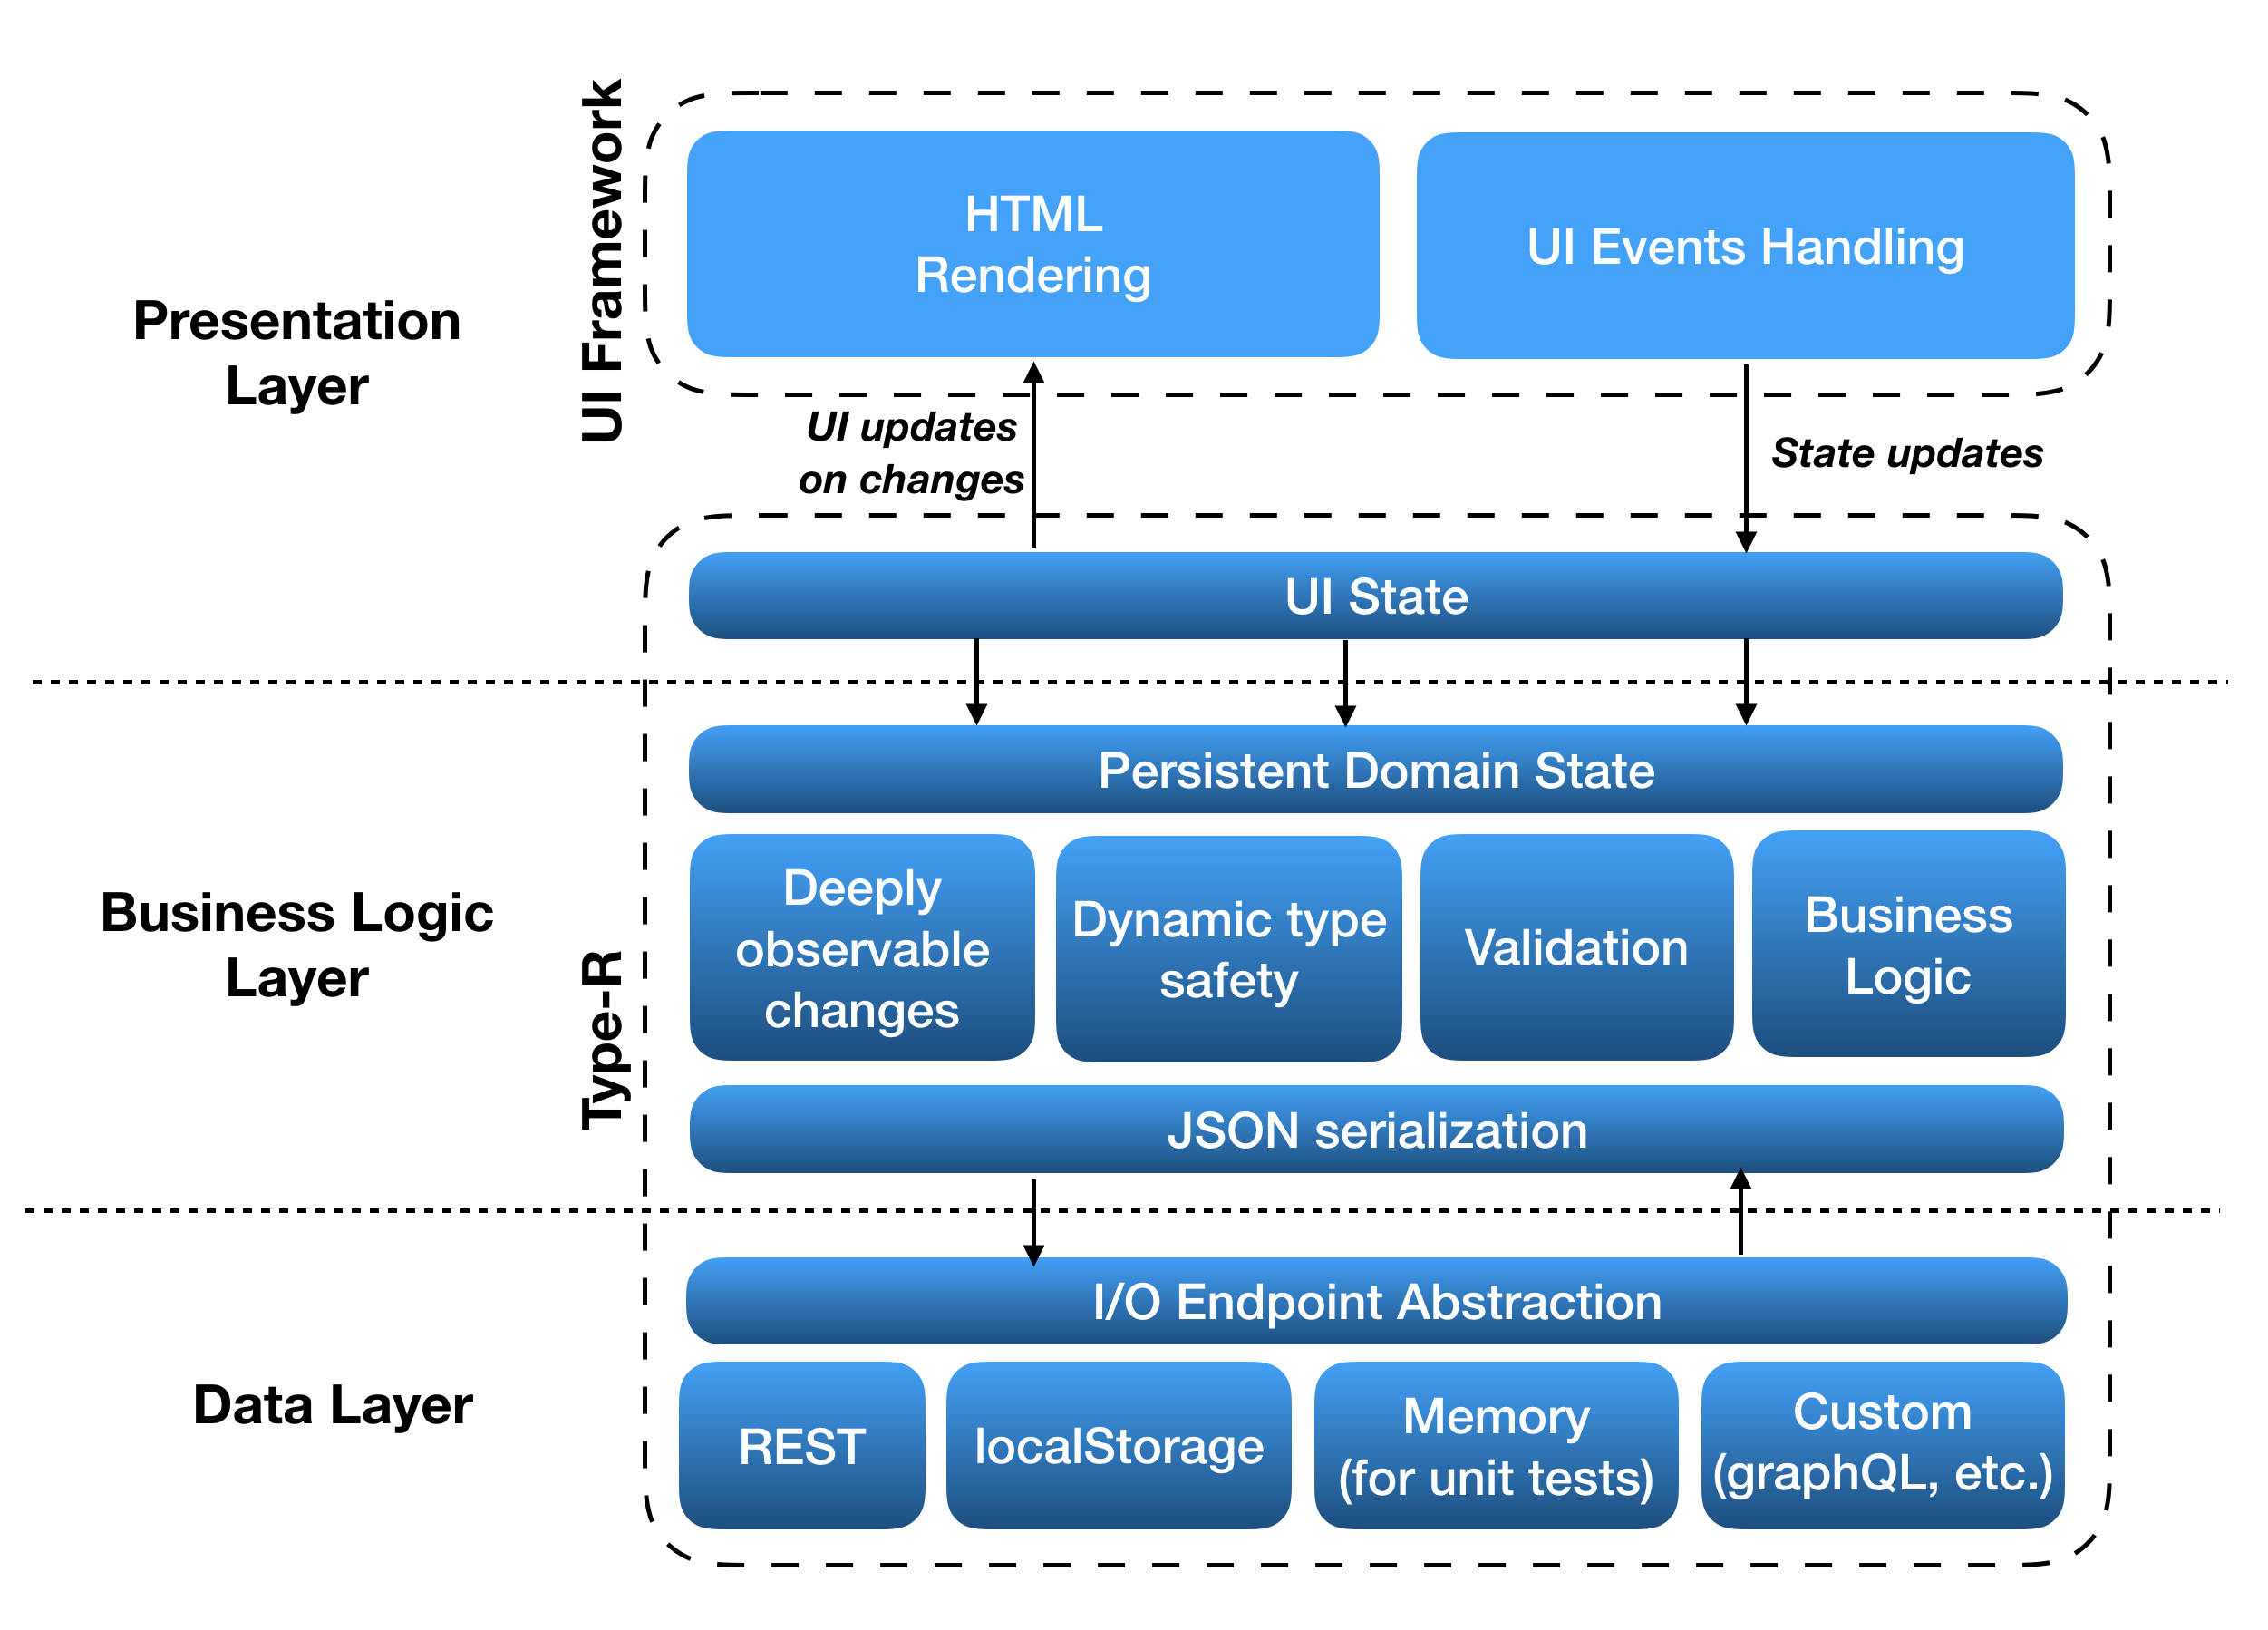 UI Framework
HTML
Rendering
UI Events Handling
Presentation
Layer
UI updates
on changes
State updates
UI State
Persistent Domain State
Business Logic
Layer
Type-R
Deeply
observable
changes
Dynamic type
safety
Validation
Business
Logic
JSON serialization
I/O Endpoint Abstraction
Data Layer
REST
localStorage
Memory
(for unit tests)
Custom
(graphQL, etc.)